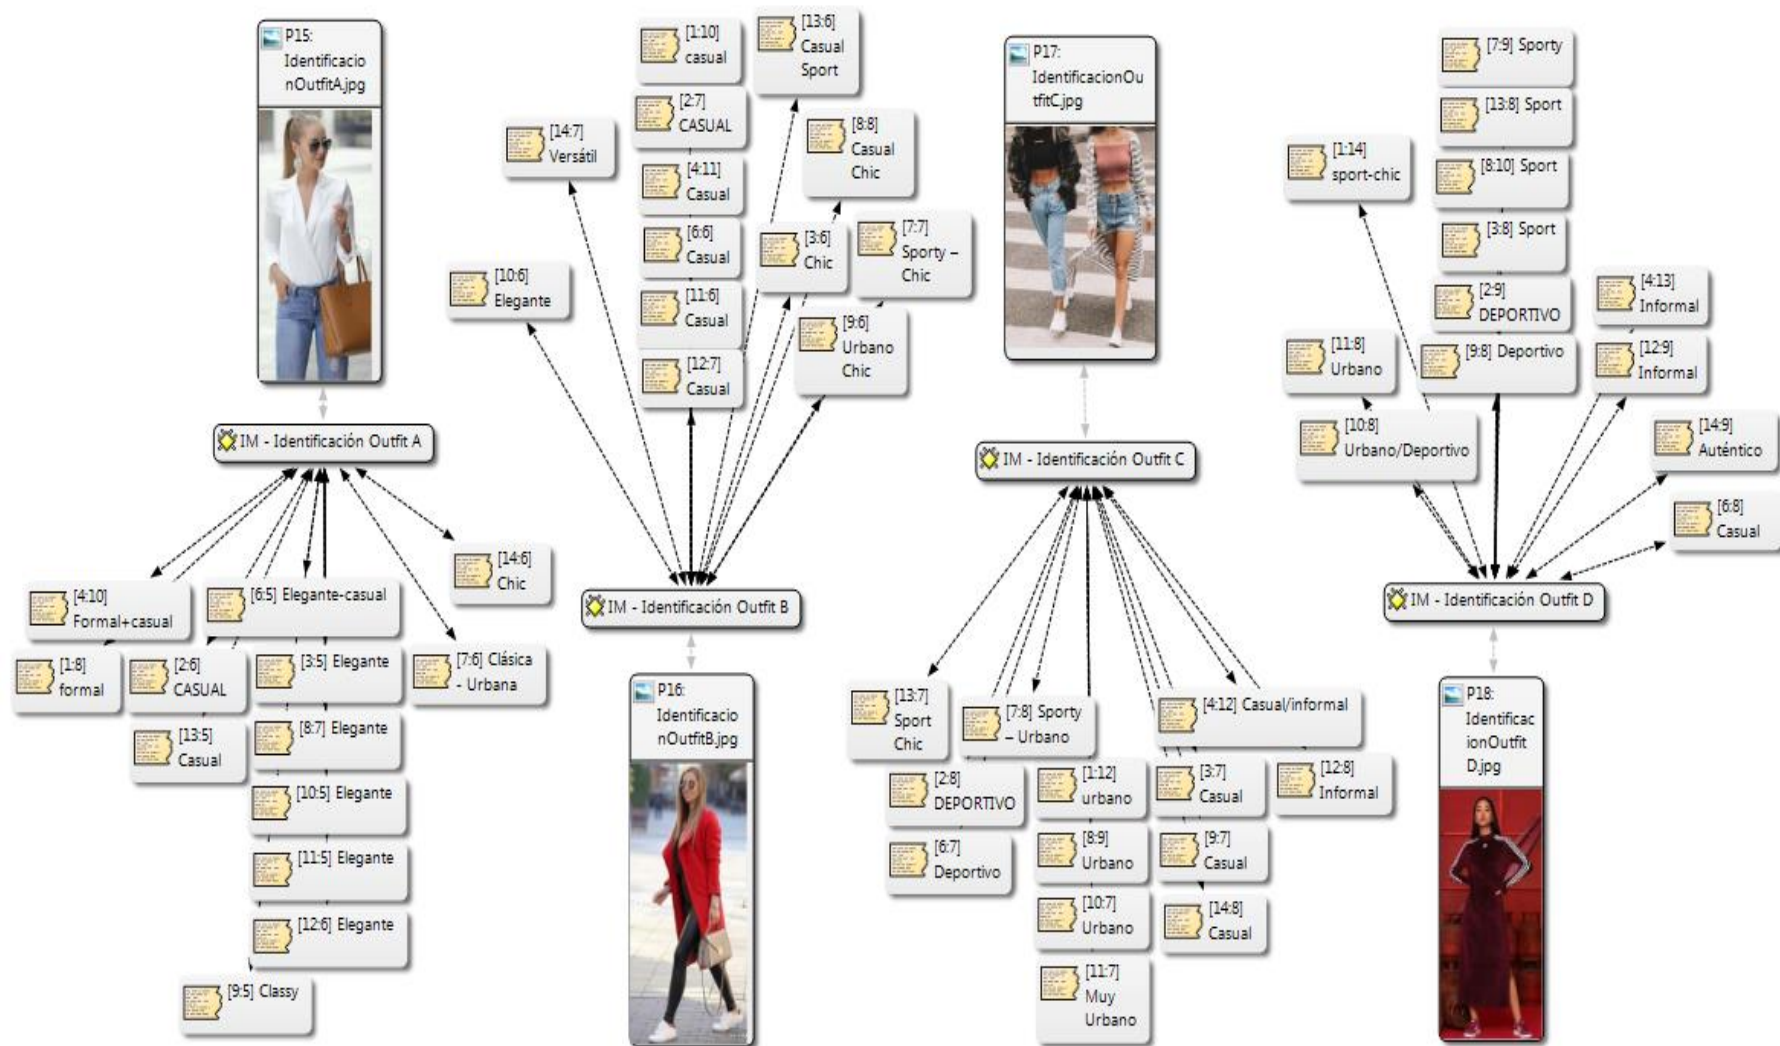 P15:
Identificacio
nOutfitA.jpg
IM - Identificación Outfit A
[4:10]
Formal+casual
[1:8]
formal
[2:6]
CASUAL
[13:5]
Casual
[6:5] Elegante-casual
[3:5] Elegante
[8:7] Elegante
[10:5] Elegante
[11:5] Elegante
[12:6] Elegante
[9:5] Classy
[7:6] Clásica
- Urbana
[14:6]
Chic
[10:6]
Elegante
[14:7]
Versátil
[1:10]
casual
[2:7]
CASUAL
[4:11]
Casual
[6:6]
Casual
[11:6]
Casual
[12:7]
Casual
[13:6]
Casual
Sport
[8:8]
Casual
Chic
[3:6]
Chic
[7:7]
Sporty –
Chic
[9:6]
Urbano
Chic
IM - Identificación Outfit B
P16:
Identificacio
nOutfitB.jpg
P17:
IdentificacionOu
tfitC.jpg
IM - Identificación Outfit C
[13:7]
Sport
Chic
[7:8] Sporty
– Urbano
[2:8]
DEPORTIVO
[6:7]
Deportivo
[1:12]
urbano
[8:9]
Urbano
[10:7]
Urbano
[11:7]
Muy
Urbano
[4:12] Casual/informal
[3:7]
Casual
[9:7]
Casual
[14:8]
Casual
[12:8]
Informal
[1:14]
sport-chic
[7:9] Sporty
[13:8] Sport
[8:10] Sport
[3:8] Sport
[2:9]
DEPORTIVO
[9:8] Deportivo
[11:8]
Urbano
[10:8]
Urbano/Deportivo
[4:13]
Informal
[12:9]
Informal
[14:9]
Auténtico
[6:8]
Casual
IM - Identificación Outfit D
P18:
Identificac
ionOutfit
D.jpg